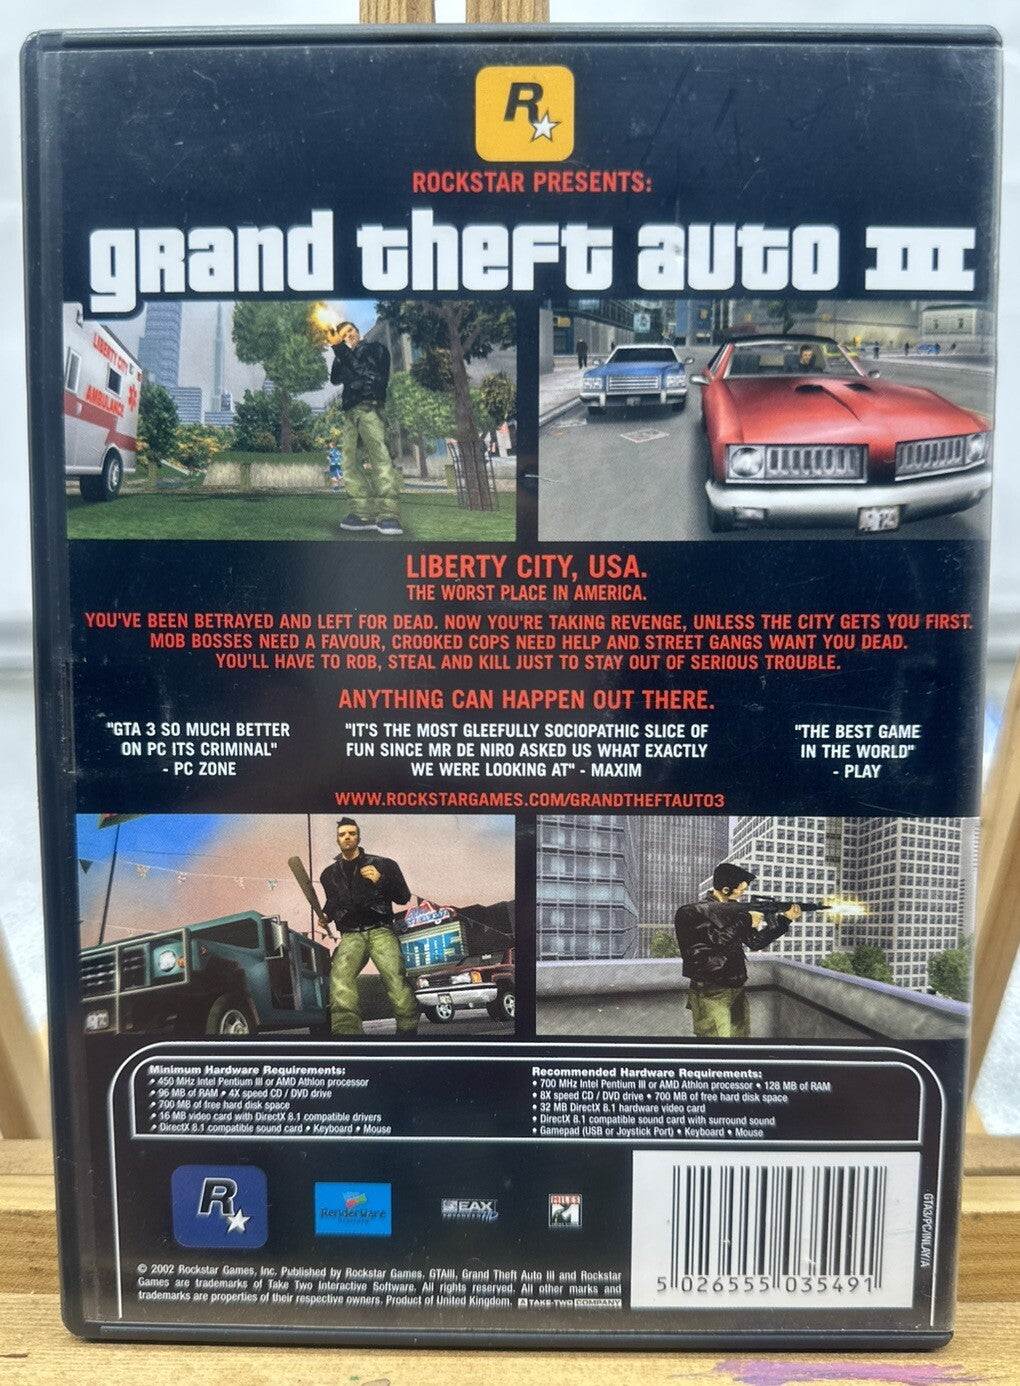 R
ROCKSTAR PRESENTS:
grand theft auto III
LIBERTY CITY
AMBULANCE
LIBERTY CITY, USA.
THE WORST PLACE IN AMERICA.
YOU'VE BEEN BETRAYED AND LEFT FOR DEAD. NOW YOU'RE TAKING REVENGE, UNLESS THE CITY GETS YOU FIRST.
MOB BOSSES NEED A FAVOUR, CROOKED COPS NEED HELP AND STREET GANGS WANT YOU DEAD.
YOU'LL HAVE TO ROB, STEAL AND KILL JUST TO STAY OUT OF SERIOUS TROUBLE.
ANYTHING CAN HAPPEN OUT THERE.
"GTA 3 SO MUCH BETTER
ON PC ITS CRIMINAL"
- PC ZONE
"IT'S THE MOST GLEEFULLY SOCIOPATHIC SLICE OF
FUN SINCE MR DE NIRO ASKED US WHAT EXACTLY
WE WERE LOOKING AT" - MAXIM
"THE BEST GAME
IN THE WORLD"
- PLAY
WWW.ROCKSTARGAMES.COM/GRANDTHEFTAUTO3
Minimum Hardware Requirements:
• 450 MHz Intel Pentium III or AMD Athlon processor
• 96 MB of RAM • 4X speed CD / DVD drive
• 700 MB of free hard disk space
• 16 MB video card with DirectX 8.1 compatible drivers
• DirectX 8.1 compatible sound card • Keyboard • Mouse
Recommended Hardware Requirements:
• 700 MHz Intel Pentium III or AMD Athlon processor • 128 MB of RAM
• 8X speed CD / DVD drive • 700 MB of free hard disk space
• 32 MB DirectX 8.1 hardware video card
• DirectX 8.1 compatible sound card with surround sound
• Gamepad (USB or Joystick Port) • Keyboard • Mouse
R
RenderWare
EAX
ADVANCED HD
MILES
GTA3/PC/INLAY/A
© 2002 Rockstar Games, Inc. Published by Rockstar Games, GTAIII, Grand Theft Auto III and Rockstar
Games are trademarks of Take Two Interactive Software. All rights reserved. All other marks and
trademarks are properties of their respective owners. Product of United Kingdom. A TAKE-TWO COMPANY
5 026555 035491